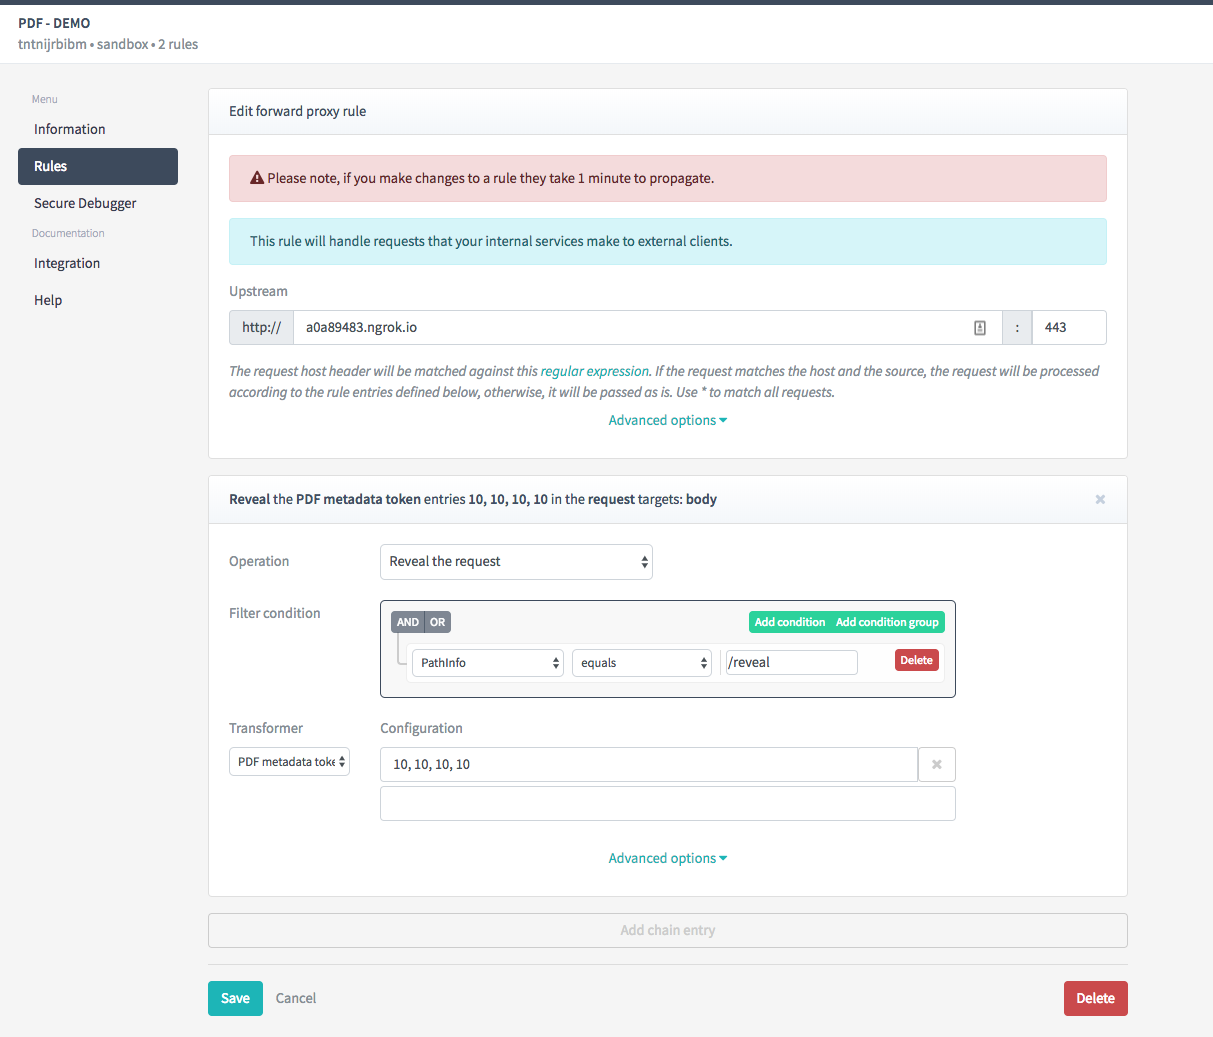 PDF - DEMO
tntnijrbibm • sandbox • 2 rules
Menu
Information
Rules
Secure Debugger
Documentation
Integration
Help
Edit forward proxy rule
Please note, if you make changes to a rule they take 1 minute to propagate.
This rule will handle requests that your internal services make to external clients.
Upstream
http:// a0a89483.ngrok.io : 443
The request host header will be matched against this regular expression. If the request matches the host and the source, the request will be processed
according to the rule entries defined below, otherwise, it will be passed as is. Use * to match all requests.
Advanced options
Reveal the PDF metadata token entries 10, 10, 10, 10 in the request targets: body
Operation
Reveal the request
Filter condition
AND OR
Add condition Add condition group
PathInfo equals /reveal Delete
Transformer Configuration
PDF metadata toke 10, 10, 10, 10
Advanced options
Add chain entry
Save Cancel Delete